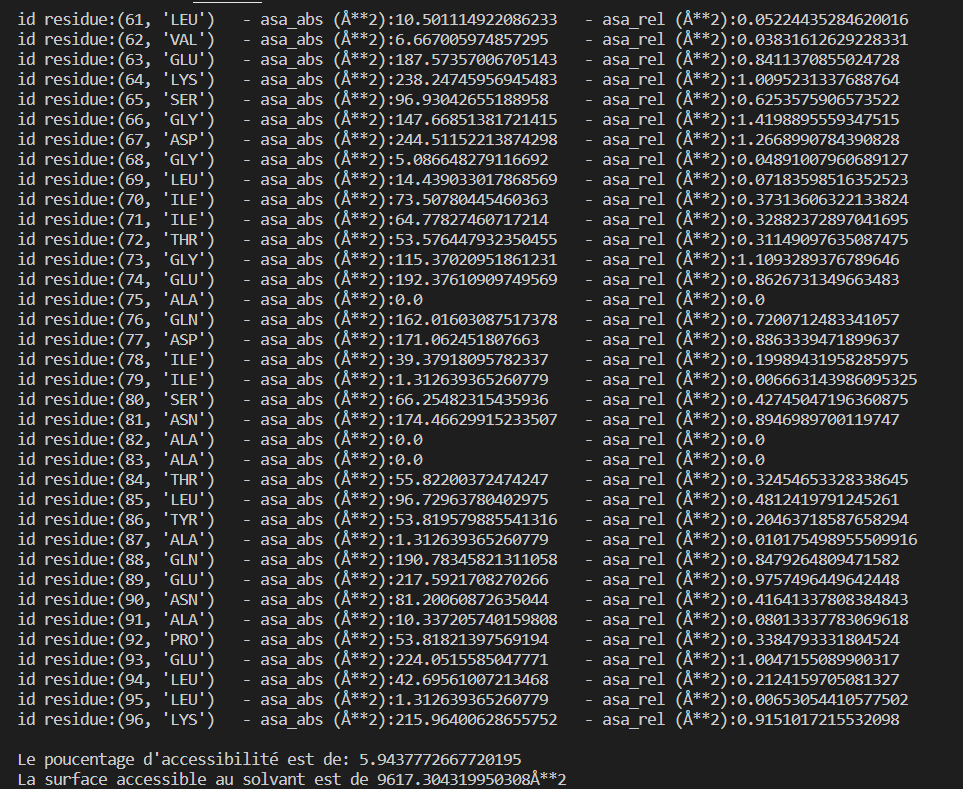 id residue:(61, 'LEU')   - asa_abs (Å**2):10.501114922086233   - asa_rel (Å**2):0.05224435284620016
id residue:(62, 'VAL')   - asa_abs (Å**2):6.667005974857295    - asa_rel (Å**2):0.03831612629228331
id residue:(63, 'GLU')   - asa_abs (Å**2):187.57357006705143   - asa_rel (Å**2):0.8411370855024728
id residue:(64, 'LYS')   - asa_abs (Å**2):238.24745956945483   - asa_rel (Å**2):1.0095231337688764
id residue:(65, 'SER')   - asa_abs (Å**2):96.93042655188958    - asa_rel (Å**2):0.6253575906573522
id residue:(66, 'GLY')   - asa_abs (Å**2):147.66851381721415   - asa_rel (Å**2):1.4198895559347515
id residue:(67, 'ASP')   - asa_abs (Å**2):244.51152213874298   - asa_rel (Å**2):1.2668990784390828
id residue:(68, 'GLY')   - asa_abs (Å**2):5.086648279116692    - asa_rel (Å**2):0.04891007960689127
id residue:(69, 'LEU')   - asa_abs (Å**2):14.439033017868569   - asa_rel (Å**2):0.07183598516352523
id residue:(70, 'ILE')   - asa_abs (Å**2):73.50780445460363    - asa_rel (Å**2):0.37313606322133824
id residue:(71, 'ILE')   - asa_abs (Å**2):64.77827460717214    - asa_rel (Å**2):0.32882372897041695
id residue:(72, 'THR')   - asa_abs (Å**2):53.576447932350455   - asa_rel (Å**2):0.31149097635087475
id residue:(73, 'GLY')   - asa_abs (Å**2):115.37020951861231   - asa_rel (Å**2):1.1093289376789646
id residue:(74, 'GLU')   - asa_abs (Å**2):192.37610909749569   - asa_rel (Å**2):0.8626731349663483
id residue:(75, 'ALA')   - asa_abs (Å**2):0.0                  - asa_rel (Å**2):0.0
id residue:(76, 'GLN')   - asa_abs (Å**2):162.01603087517378   - asa_rel (Å**2):0.7200712483341057
id residue:(77, 'ASP')   - asa_abs (Å**2):171.062451807663     - asa_rel (Å**2):0.8863339471899637
id residue:(78, 'ILE')   - asa_abs (Å**2):39.37918095782337    - asa_rel (Å**2):0.19989431958285975
id residue:(79, 'ILE')   - asa_abs (Å**2):1.312639365260779    - asa_rel (Å**2):0.006663143986095325
id residue:(80, 'SER')   - asa_abs (Å**2):66.25482315435936    - asa_rel (Å**2):0.42745047196360875
id residue:(81, 'ASN')   - asa_abs (Å**2):174.46629915233507   - asa_rel (Å**2):0.8946989700119747
id residue:(82, 'ALA')   - asa_abs (Å**2):0.0                  - asa_rel (Å**2):0.0
id residue:(83, 'ALA')   - asa_abs (Å**2):0.0                  - asa_rel (Å**2):0.0
id residue:(84, 'THR')   - asa_abs (Å**2):55.82200372474247    - asa_rel (Å**2):0.32454653328338645
id residue:(85, 'LEU')   - asa_abs (Å**2):96.72963780402975    - asa_rel (Å**2):0.4812419791245261
id residue:(86, 'TYR')   - asa_abs (Å**2):53.819579885541316   - asa_rel (Å**2):0.20463718587658294
id residue:(87, 'ALA')   - asa_abs (Å**2):1.312639365260779    - asa_rel (Å**2):0.010175498955509916
id residue:(88, 'GLN')   - asa_abs (Å**2):190.78345821311058   - asa_rel (Å**2):0.8479264809471582
id residue:(89, 'GLU')   - asa_abs (Å**2):217.5921708270266    - asa_rel (Å**2):0.9757496449642448
id residue:(90, 'ASN')   - asa_abs (Å**2):81.20060872635044    - asa_rel (Å**2):0.41641337808384843
id residue:(91, 'ALA')   - asa_abs (Å**2):10.337205740159808   - asa_rel (Å**2):0.08013337783069618
id residue:(92, 'PRO')   - asa_abs (Å**2):53.81821397569194    - asa_rel (Å**2):0.3384793331804524
id residue:(93, 'GLU')   - asa_abs (Å**2):224.0515585047771    - asa_rel (Å**2):1.0047155089900317
id residue:(94, 'LEU')   - asa_abs (Å**2):42.69561007213468    - asa_rel (Å**2):0.2124159705081327
id residue:(95, 'LEU')   - asa_abs (Å**2):1.312639365260779    - asa_rel (Å**2):0.00653054410577502
id residue:(96, 'LYS')   - asa_abs (Å**2):215.96400628655752   - asa_rel (Å**2):0.9151017215532098
Le poucentage d'accessibilité est de: 5.9437772667720195
La surface accessible au solvant est de 9617.304319950308Å**2